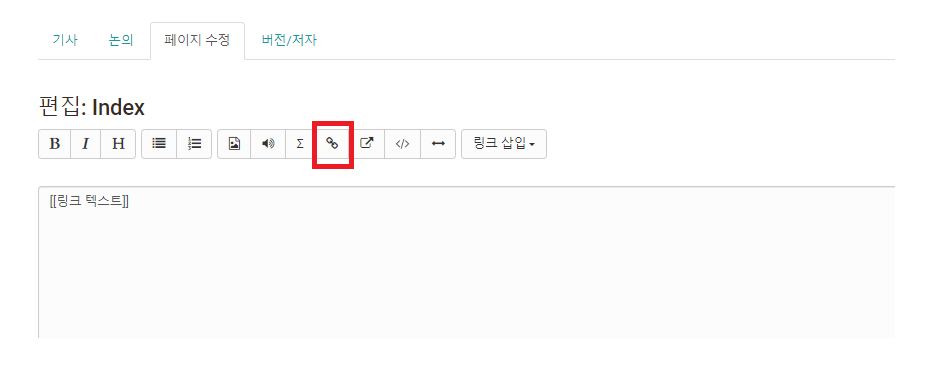 기사 논의 페이지 수정 버전/저자
편집: Index
B I H Σ </> 링크 삽입
[[링크 텍스트]]